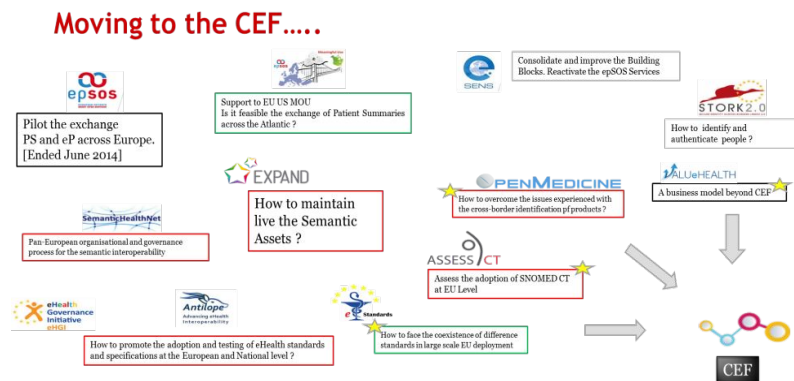 Moving to the CEF.....
epsos
Pilot the exchange
PS and eP across Europe.
[Ended June 2014]
Support to EU US MOU
Is it feasible the exchange of Patient Summaries
across the Atlantic ?
SENS
Consolidate and improve the Building
Blocks. Reactivate the epSOS Services
STORK 2.0
How to identify and
authenticate people ?
EXPAND
How to maintain
live the Semantic
Assets ?
OPENMEDICINE
How to overcome the issues experienced with
the cross-border identification pf products ?
VALUeHEALTH
A business model beyond CEF
SemanticHealthNet
Pan-European organisational and governance
process for the semantic interoperability
ASSESS CT
Assess the adoption of SNOMED CT
at EU Level
eHealth
Governance
Initiative
eHGI
Antilope
Advancing eHealth
Interoperability
How to promote the adoption and testing of eHealth standards
and specifications at the European and National level ?
e Standards
How to face the coexistence of difference
standards in large scale EU deployment
CEF